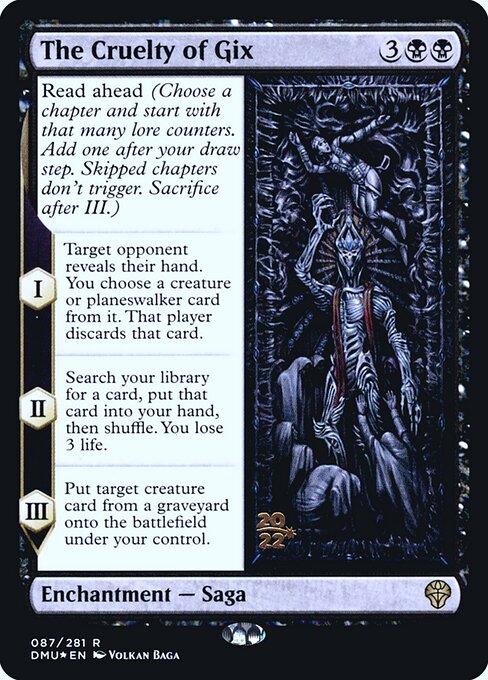 The Cruelty of Gix
3
Read ahead (Choose a
chapter and start with
that many lore counters.
Add one after your draw
step. Skipped chapters
don't trigger. Sacrifice
after III.)
I
Target opponent
reveals their hand.
You choose a creature
or planeswalker card
from it. That player
discards that card.
II
Search your library
for a card, put that
card into your hand,
then shuffle. You lose
3 life.
III
Put target creature
card from a graveyard
onto the battlefield
under your control.
20
22
Enchantment — Saga
087/281 R
DMU★EN VOLKAN BAGA